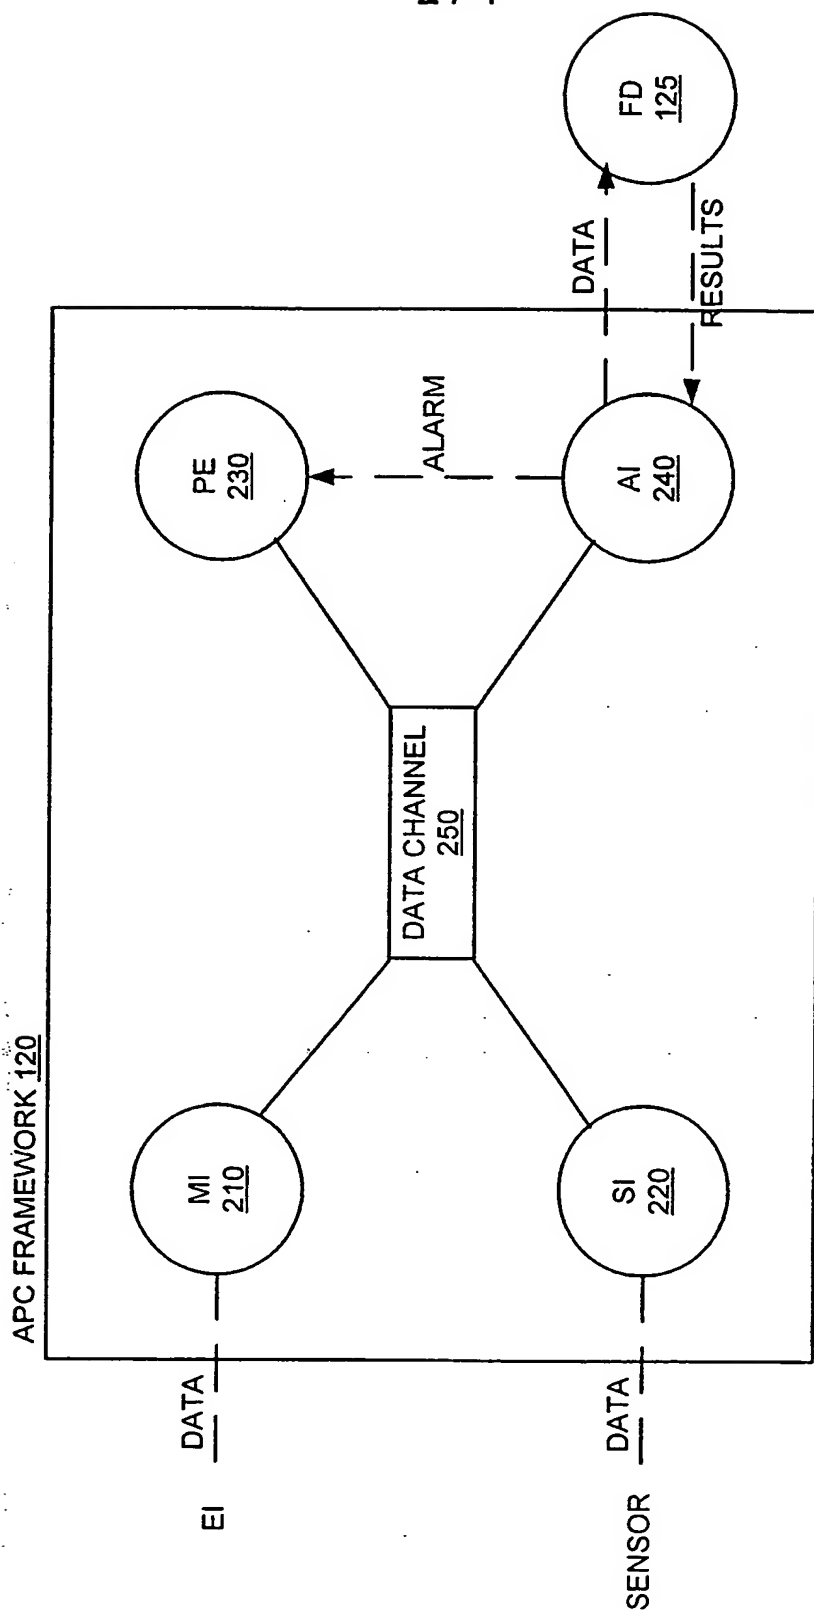 APC FRAMEWORK 120
EI
DATA
MI
210
PE
230
DATA CHANNEL
250
ALARM
SENSOR
DATA
SI
220
AI
240
DATA
RESULTS
FD
125